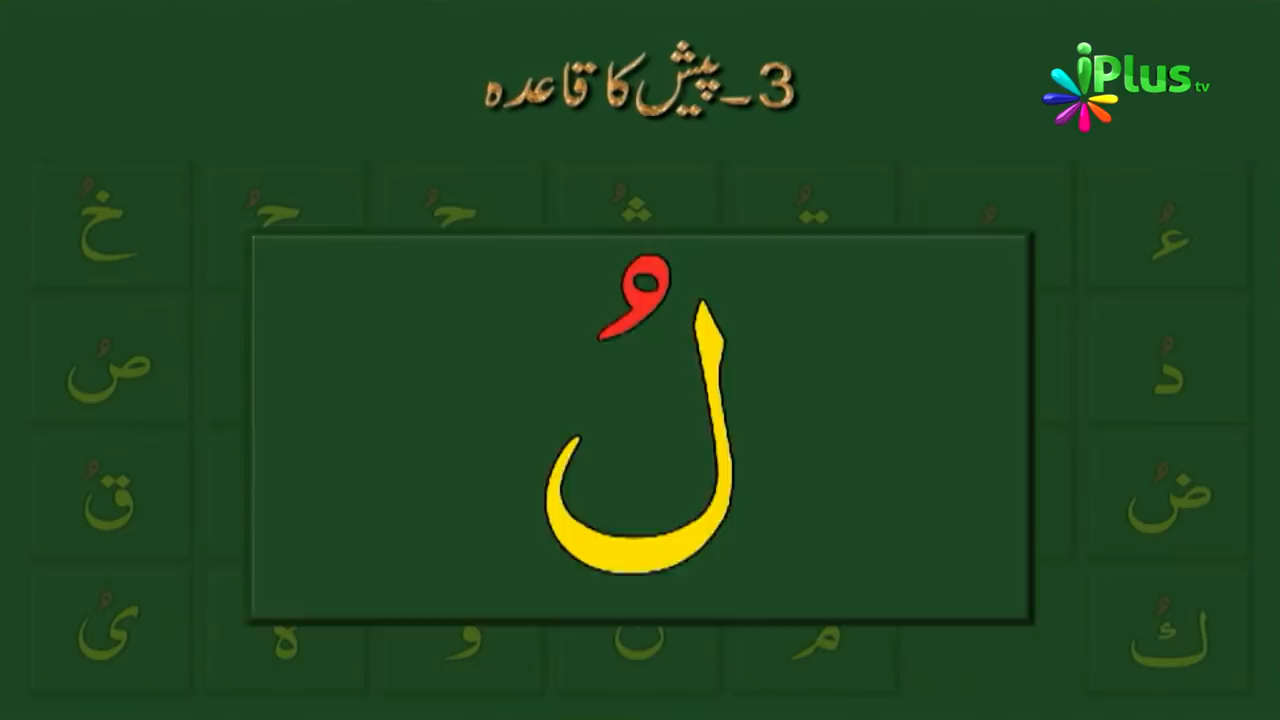 3۔پیش کا قاعدہ
iPlus tv
ءُ تُ ثُ خُ
لُ
دُ صُ
ضُ قُ
كُ م ن و ه ىُ